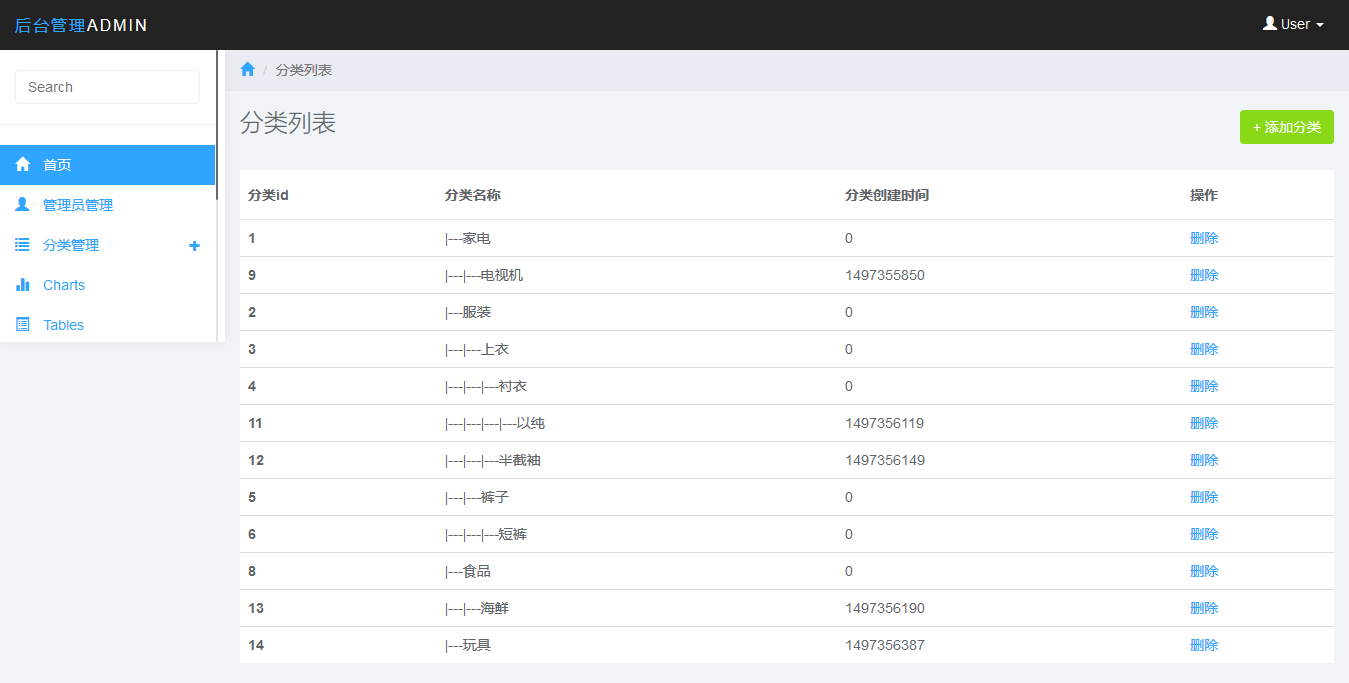 后台管理ADMIN
User
Search
首页
管理员管理
分类管理
Charts
Tables
/ 分类列表
分类列表
+ 添加分类
分类id 分类名称 分类创建时间 操作
1 |---家电 0 删除
9 |---|---电视机 1497355850 删除
2 |---服装 0 删除
3 |---|---上衣 0 删除
4 |---|---|---衬衣 0 删除
11 |---|---|---|---以纯 1497356119 删除
12 |---|---|---半截袖 1497356149 删除
5 |---|---裤子 0 删除
6 |---|---|---短裤 0 删除
8 |---食品 0 删除
13 |---|---海鲜 1497356190 删除
14 |---玩具 1497356387 删除